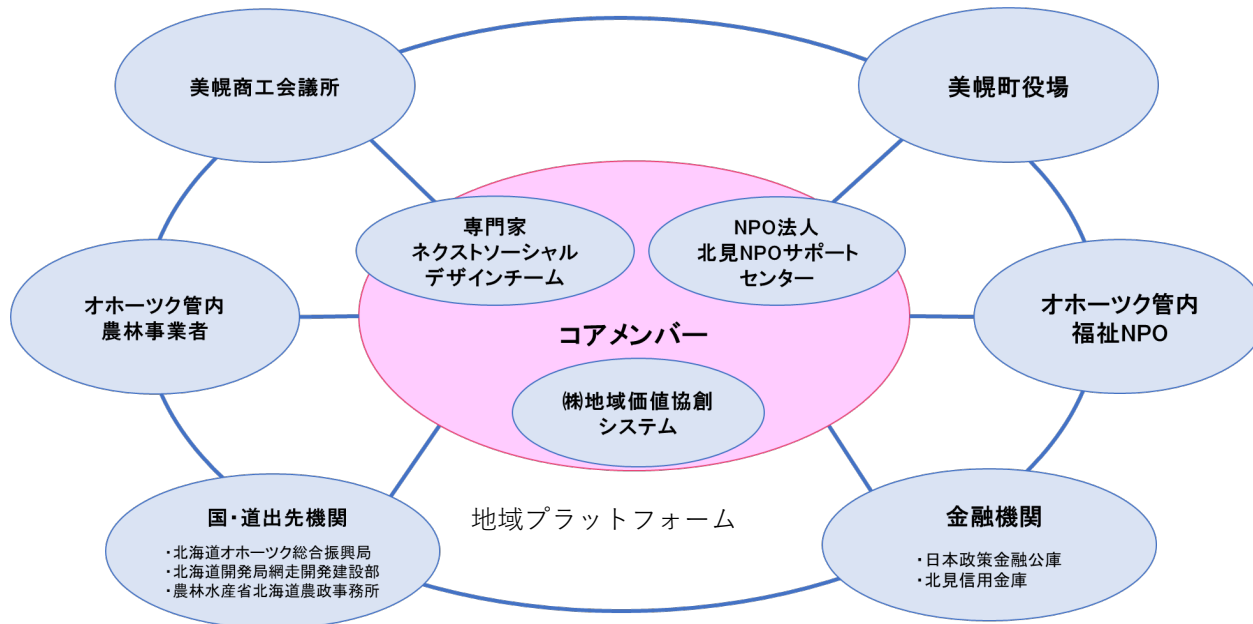 美幌商工会議所
美幌町役場
専門家
ネクストソーシャル
デザインチーム
NPO法人
北見NPOサポート
センター
オホーツク管内
農林事業者
コアメンバー
オホーツク管内
福祉NPO
㈱地域価値協創
システム
国・道出先機関
・北海道オホーツク総合振興局
・北海道開発局網走開発建設部
・農林水産省北海道農政事務所
地域プラットフォーム
金融機関
・日本政策金融公庫
・北見信用金庫